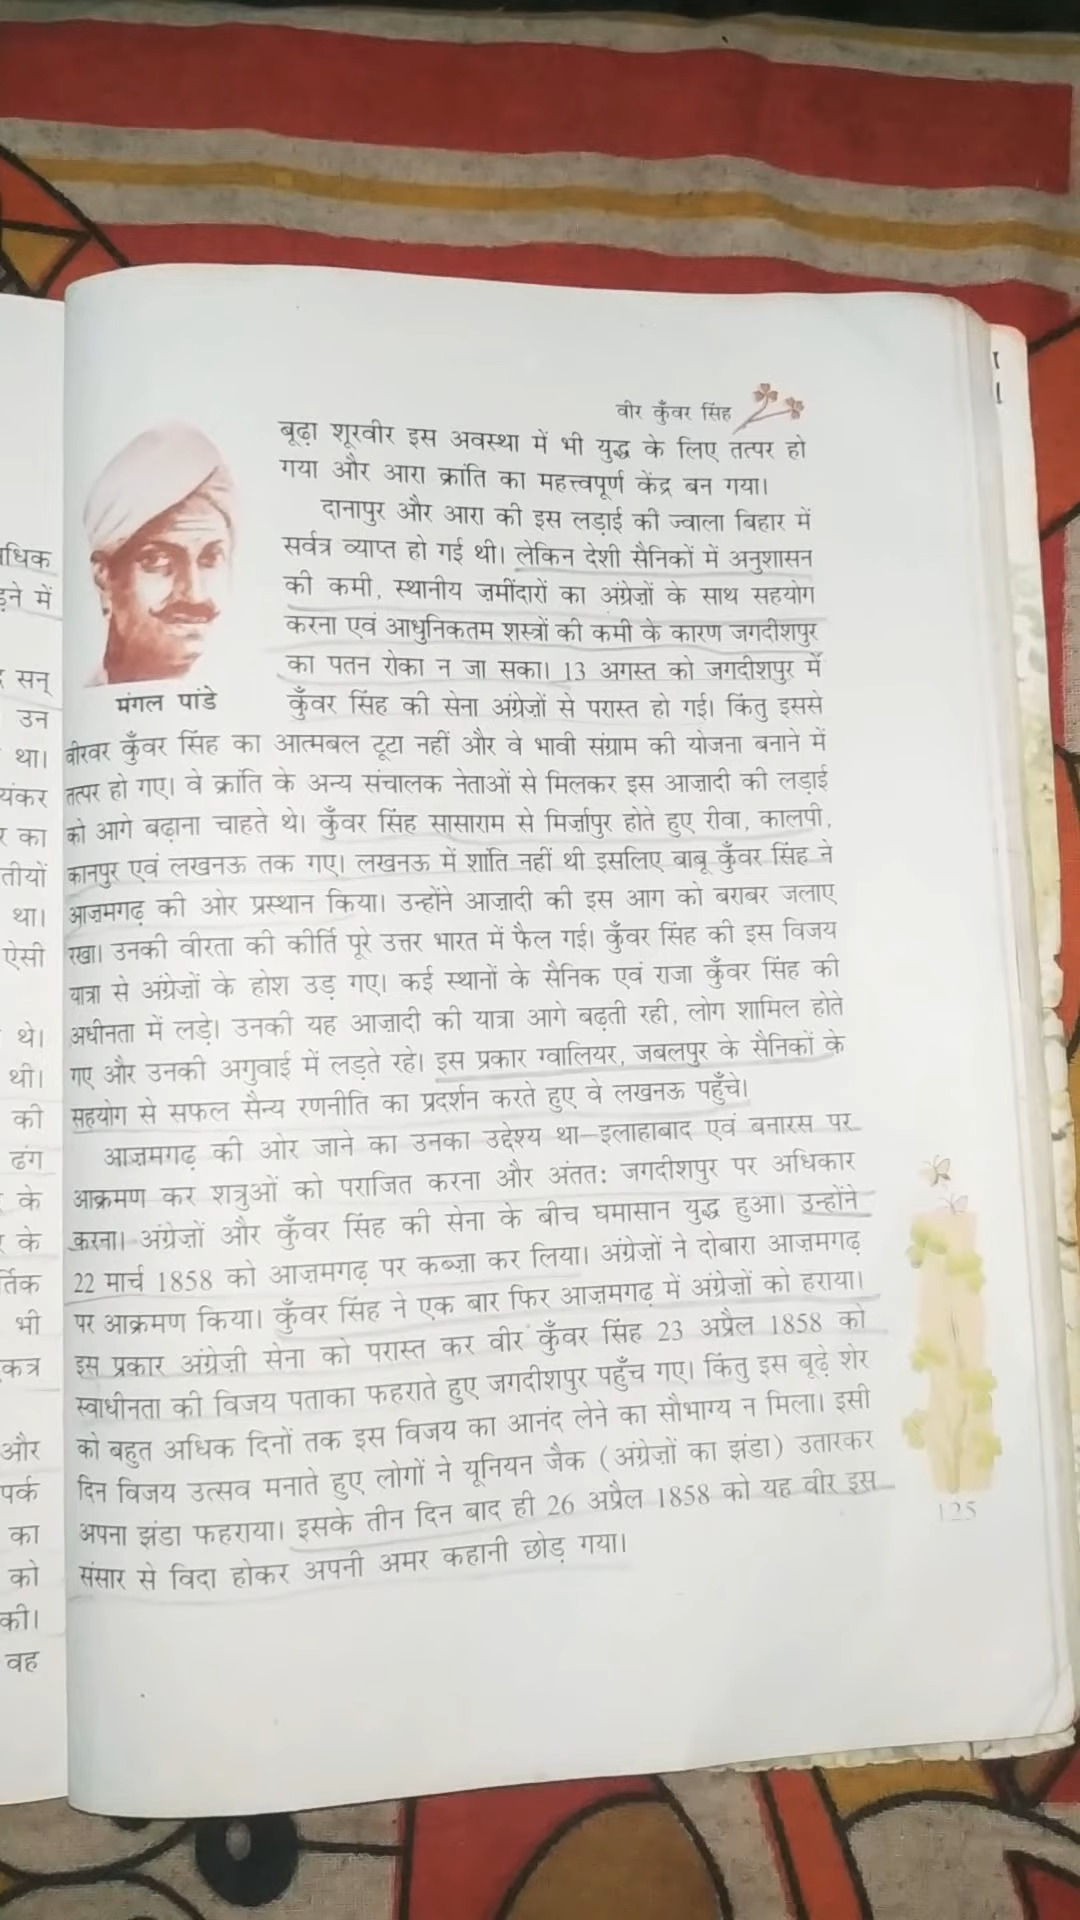 वीर कुँवर सिंह
बूढ़ा शूरवीर इस अवस्था में भी युद्ध के लिए तत्पर हो
गया और आरा क्रांति का महत्त्वपूर्ण केंद्र बन गया।
दानापुर और आरा की इस लड़ाई की ज्वाला बिहार में
सर्वत्र व्याप्त हो गई थी। लेकिन देशी सैनिकों में अनुशासन
की कमी, स्थानीय ज़मींदारों का अंग्रेज़ों के साथ सहयोग
करना एवं आधुनिकतम शस्त्रों की कमी के कारण जगदीशपुर
का पतन रोका न जा सका। 13 अगस्त को जगदीशपुर में
कुँवर सिंह की सेना अंग्रेज़ों से परास्त हो गई। किंतु इससे
मंगल पांडे
वीरवर कुँवर सिंह का आत्मबल टूटा नहीं और वे भावी संग्राम की योजना बनाने में
तत्पर हो गए। वे क्रांति के अन्य संचालक नेताओं से मिलकर इस आज़ादी की लड़ाई
को आगे बढ़ाना चाहते थे। कुँवर सिंह सासाराम से मिर्ज़ापुर होते हुए रीवा, कालपी,
कानपुर एवं लखनऊ तक गए। लखनऊ में शांति नहीं थी इसलिए बाबू कुँवर सिंह ने
आज़मगढ़ की ओर प्रस्थान किया। उन्होंने आज़ादी की इस आग को बराबर जलाए
रखा। उनकी वीरता की कीर्ति पूरे उत्तर भारत में फैल गई। कुँवर सिंह की इस विजय
यात्रा से अंग्रेज़ों के होश उड़ गए। कई स्थानों के सैनिक एवं राजा कुँवर सिंह की
अधीनता में लड़े। उनकी यह आज़ादी की यात्रा आगे बढ़ती रही, लोग शामिल होते
गए और उनकी अगुवाई में लड़ते रहे। इस प्रकार ग्वालियर, जबलपुर के सैनिकों के
सहयोग से सफल सैन्य रणनीति का प्रदर्शन करते हुए वे लखनऊ पहुँचे।
आज़मगढ़ की ओर जाने का उनका उद्देश्य था–इलाहाबाद एवं बनारस पर
आक्रमण कर शत्रुओं को पराजित करना और अंततः जगदीशपुर पर अधिकार
करना। अंग्रेज़ों और कुँवर सिंह की सेना के बीच घमासान युद्ध हुआ। उन्होंने
22 मार्च 1858 को आज़मगढ़ पर कब्ज़ा कर लिया। अंग्रेज़ों ने दोबारा आज़मगढ़
पर आक्रमण किया। कुँवर सिंह ने एक बार फिर आज़मगढ़ में अंग्रेज़ों को हराया।
इस प्रकार अंग्रेज़ी सेना को परास्त कर वीर कुँवर सिंह 23 अप्रैल 1858 को
स्वाधीनता की विजय पताका फहराते हुए जगदीशपुर पहुँच गए। किंतु इस बूढ़े शेर
को बहुत अधिक दिनों तक इस विजय का आनंद लेने का सौभाग्य न मिला। इसी
दिन विजय उत्सव मनाते हुए लोगों ने यूनियन जैक (अंग्रेज़ों का झंडा) उतारकर
अपना झंडा फहराया। इसके तीन दिन बाद ही 26 अप्रैल 1858 को यह वीर इस
संसार से विदा होकर अपनी अमर कहानी छोड़ गया।
125
सन्
उन
था।
का
था।
ऐसी
थे।
थी।
की
ढंग
के
के
भी
और
का
को
की।
वह